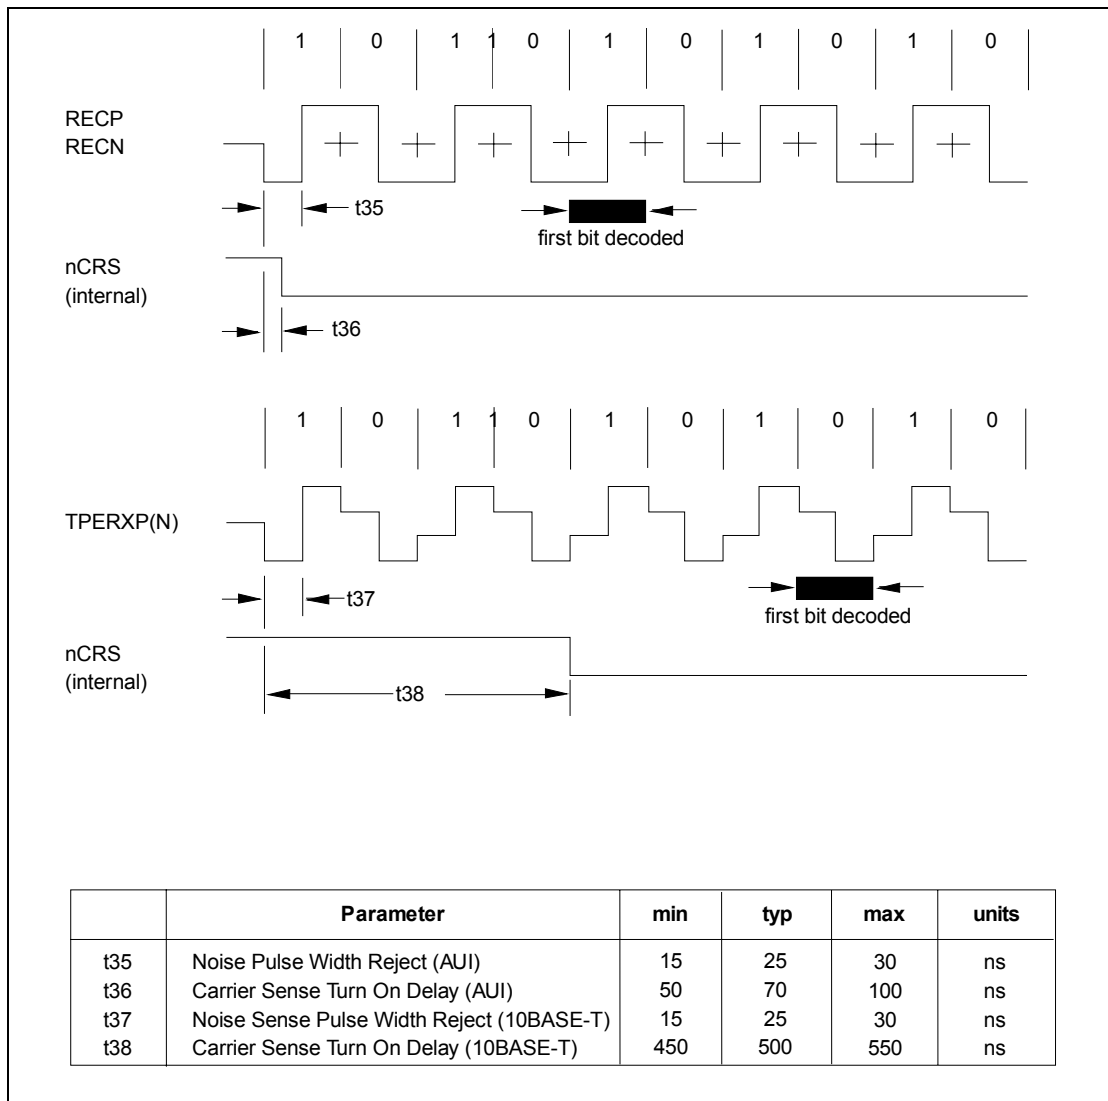 1 0 1 1 0 1 0 1 0 1 0
RECP
RECN
t35
first bit decoded
nCRS
(internal)
t36
1 0 1 1 0 1 0 1 0 1 0
TPERXP(N)
t37
first bit decoded
nCRS
(internal)
t38
Parameter min typ max units
t35 Noise Pulse Width Reject (AUI) 15 25 30 ns
t36 Carrier Sense Turn On Delay (AUI) 50 70 100 ns
t37 Noise Sense Pulse Width Reject (10BASE-T) 15 25 30 ns
t38 Carrier Sense Turn On Delay (10BASE-T) 450 500 550 ns